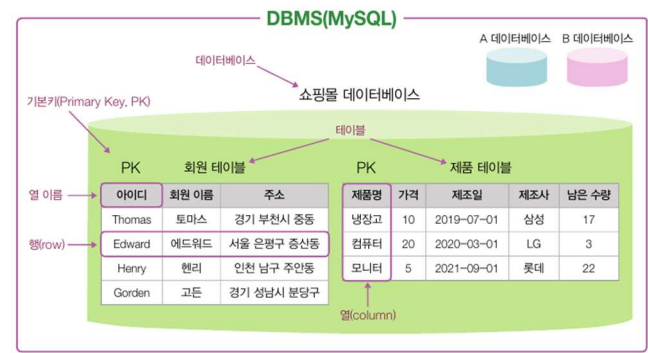 DBMS(MySQL)
A 데이터베이스 B 데이터베이스
데이터베이스
쇼핑몰 데이터베이스
기본키(Primary Key, PK)
테이블
PK 회원 테이블 PK 제품 테이블
열 이름
아이디 회원 이름 주소
Thomas 토마스 경기 부천시 중동
Edward 에드워드 서울 은평구 증산동
Henry 헨리 인천 남구 주안동
Gorden 고든 경기 성남시 분당구
행(row)
제품명 가격 제조일 제조사 남은 수량
냉장고 10 2019-07-01 삼성 17
컴퓨터 20 2020-03-01 LG 3
모니터 5 2021-09-01 롯데 22
열(column)